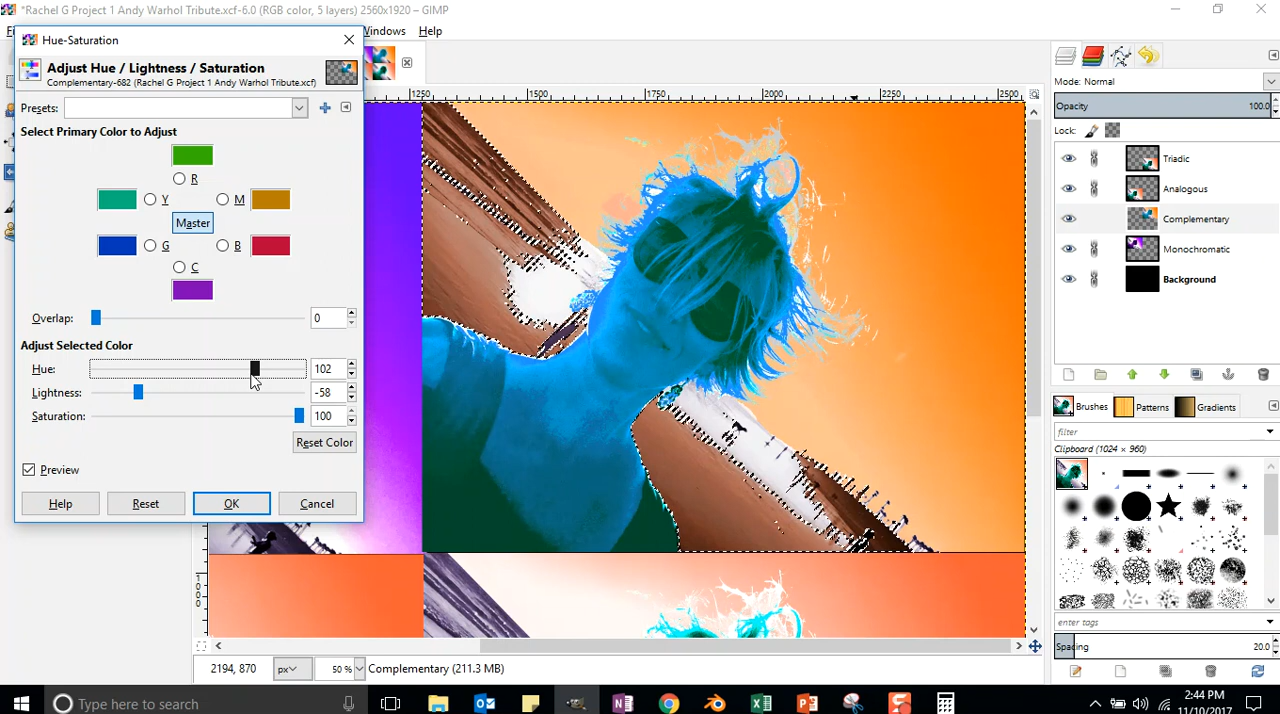 *Rachel G Project 1 Andy Warhol Tribute.xcf-6.0 (RGB color, 5 layers) 2560x1920 – GIMP
Windows Help
Hue-Saturation
Adjust Hue / Lightness / Saturation
Complementary-682 (Rachel G Project 1 Andy Warhol Tribute.xcf)
Presets:
Select Primary Color to Adjust
R
Y M
Master
G B
C
Overlap: 0
Adjust Selected Color
Hue: 102
Lightness: -58
Saturation: 100
Reset Color
Preview
Help Reset OK Cancel
1250 1500 1750 2000 2250 2500
1000
Mode: Normal
Opacity 100.0
Lock:
Triadic
Analogous
Complementary
Monochromatic
Background
Brushes Patterns Gradients
filter
Clipboard (1024 × 960)
enter tags
Spacing 20.0
2194, 870 px 50 % Complementary (211.3 MB)
Type here to search
2:44 PM
11/10/2017